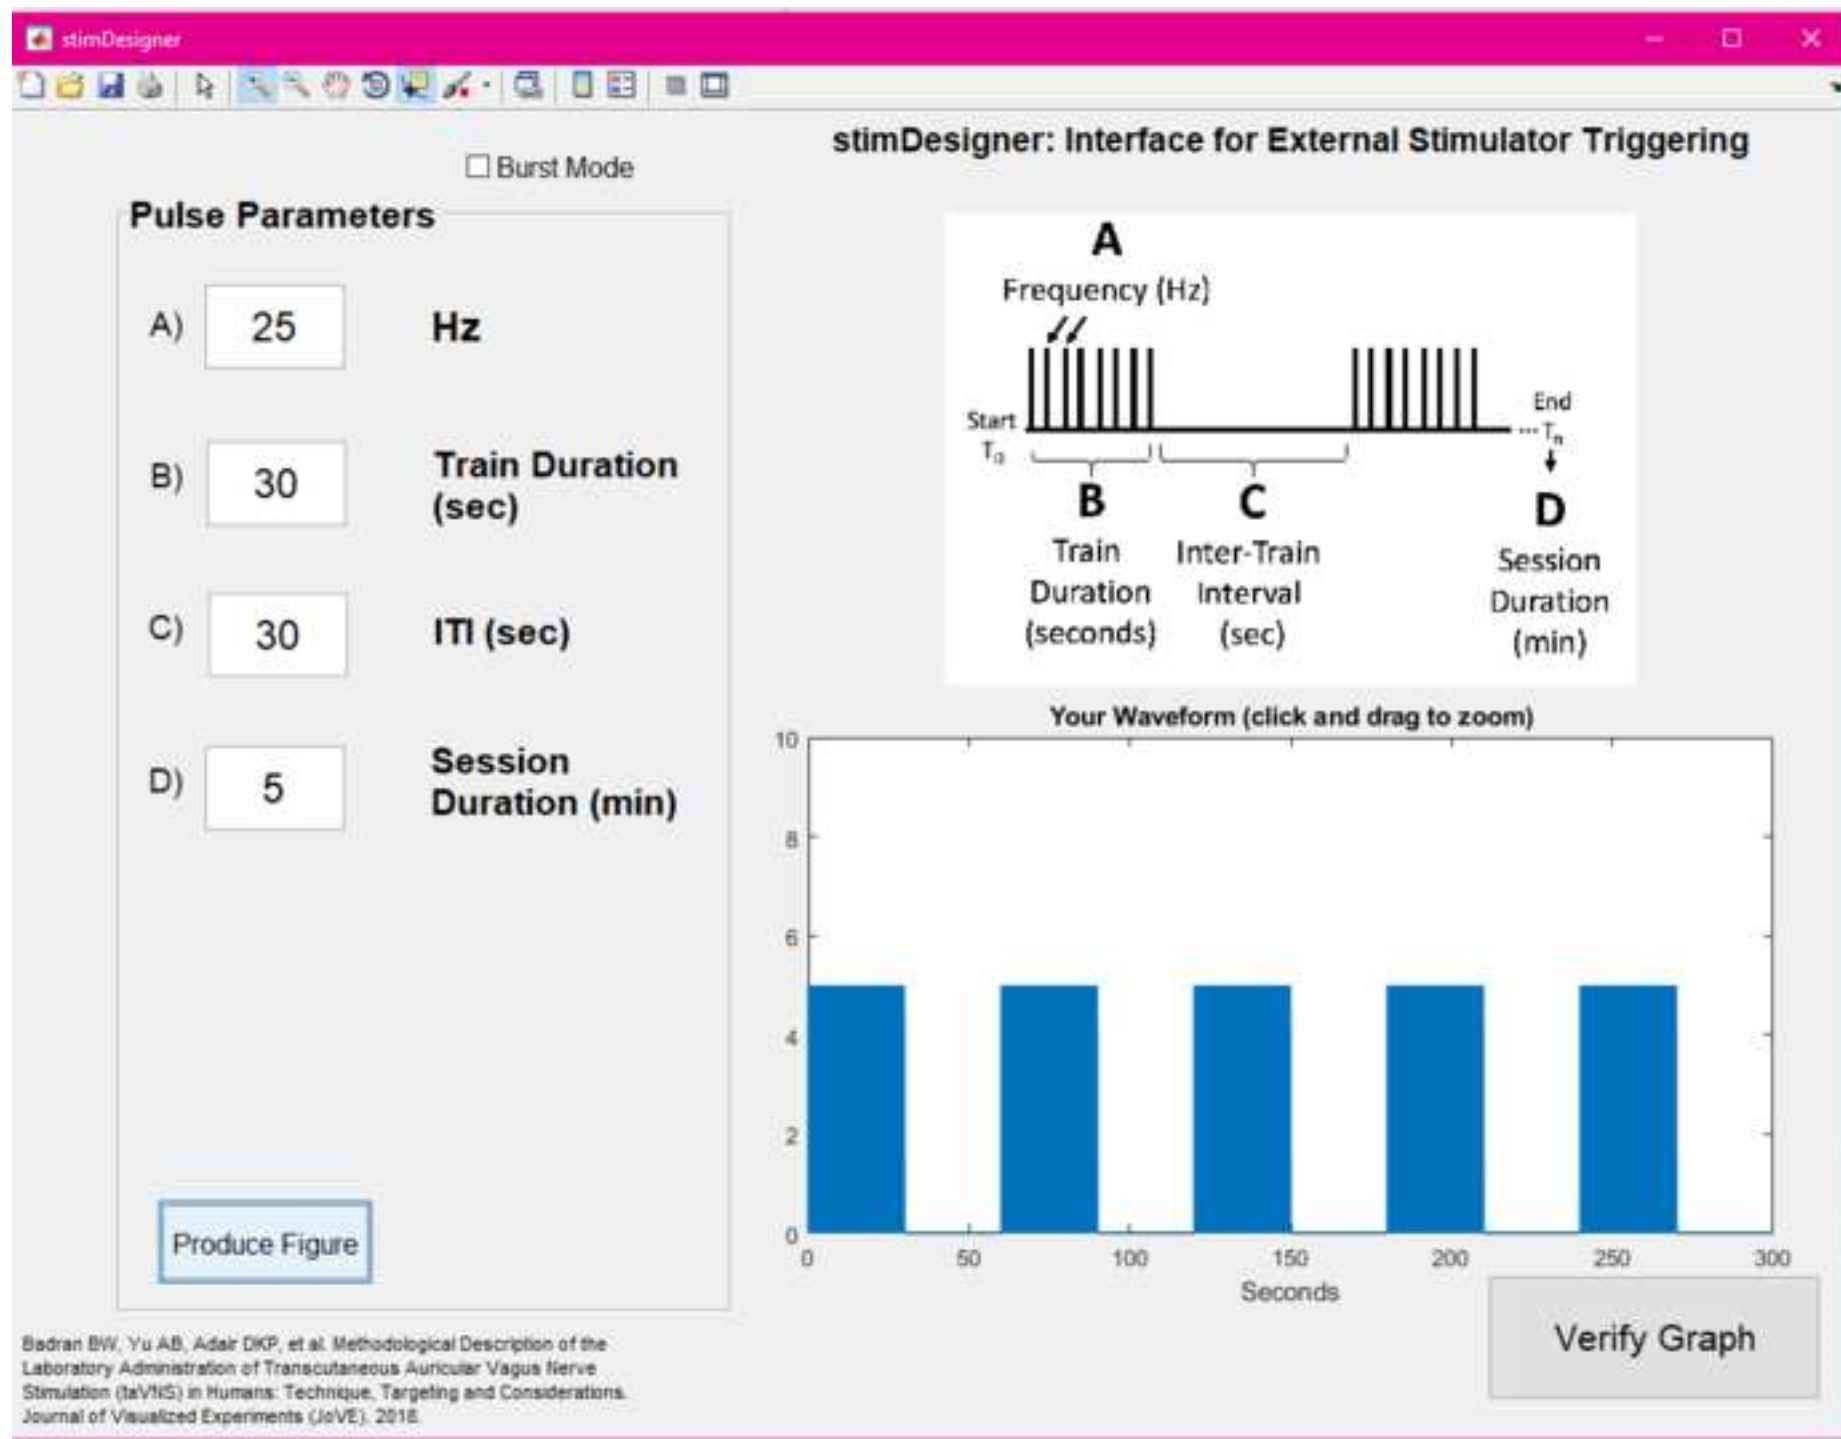 stimDesigner
stimDesigner: Interface for External Stimulator Triggering
Burst Mode
Pulse Parameters
A) 25 Hz
B) 30 Train Duration
(sec)
C) 30 ITI (sec)
D) 5 Session
Duration (min)
Produce Figure
A
Frequency (Hz)
Start
T0
End
... Tn
B
C
D
Train
Duration
(seconds)
Inter-Train
Interval
(sec)
Session
Duration
(min)
Your Waveform (click and drag to zoom)
10
8
6
4
2
0
0 50 100 150 200 250 300
Seconds
Verify Graph
Badran BW, Yu AB, Adair DKP, et al. Methodological Description of the
Laboratory Administration of Transcutaneous Auricular Vagus Nerve
Stimulation (taVNS) in Humans: Technique, Targeting and Considerations.
Journal of Visualized Experiments (JoVE). 2018.